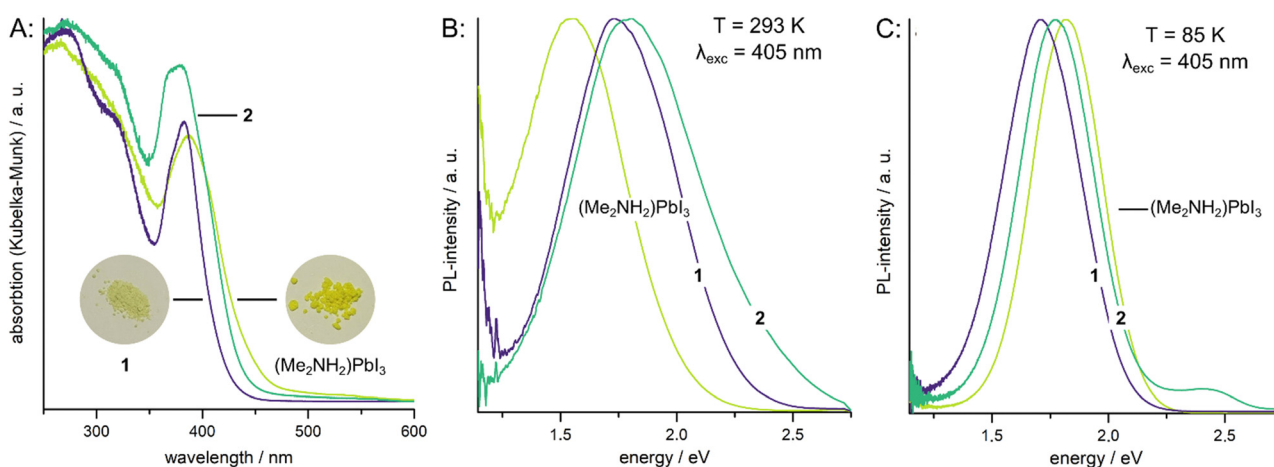 A:
absorbtion (Kubelka-Munk) / a. u.
2
1
(Me₂NH₂)PbI₃
300 400 500 600
wavelength / nm
B:
PL-intensity / a. u.
T = 293 K
λexc = 405 nm
(Me₂NH₂)PbI₃
1
2
1.5 2.0 2.5
energy / eV
C:
PL-intensity / a. u.
T = 85 K
λexc = 405 nm
(Me₂NH₂)PbI₃
1
2
1.5 2.0 2.5
energy / eV